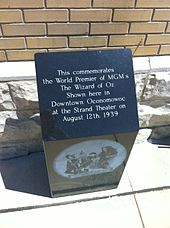 This commemorates
the World Premier of MGM's
The Wizard of Oz
Shown here in
Downtown Oconomowoc
at the Strand Theater on
August 12th, 1939